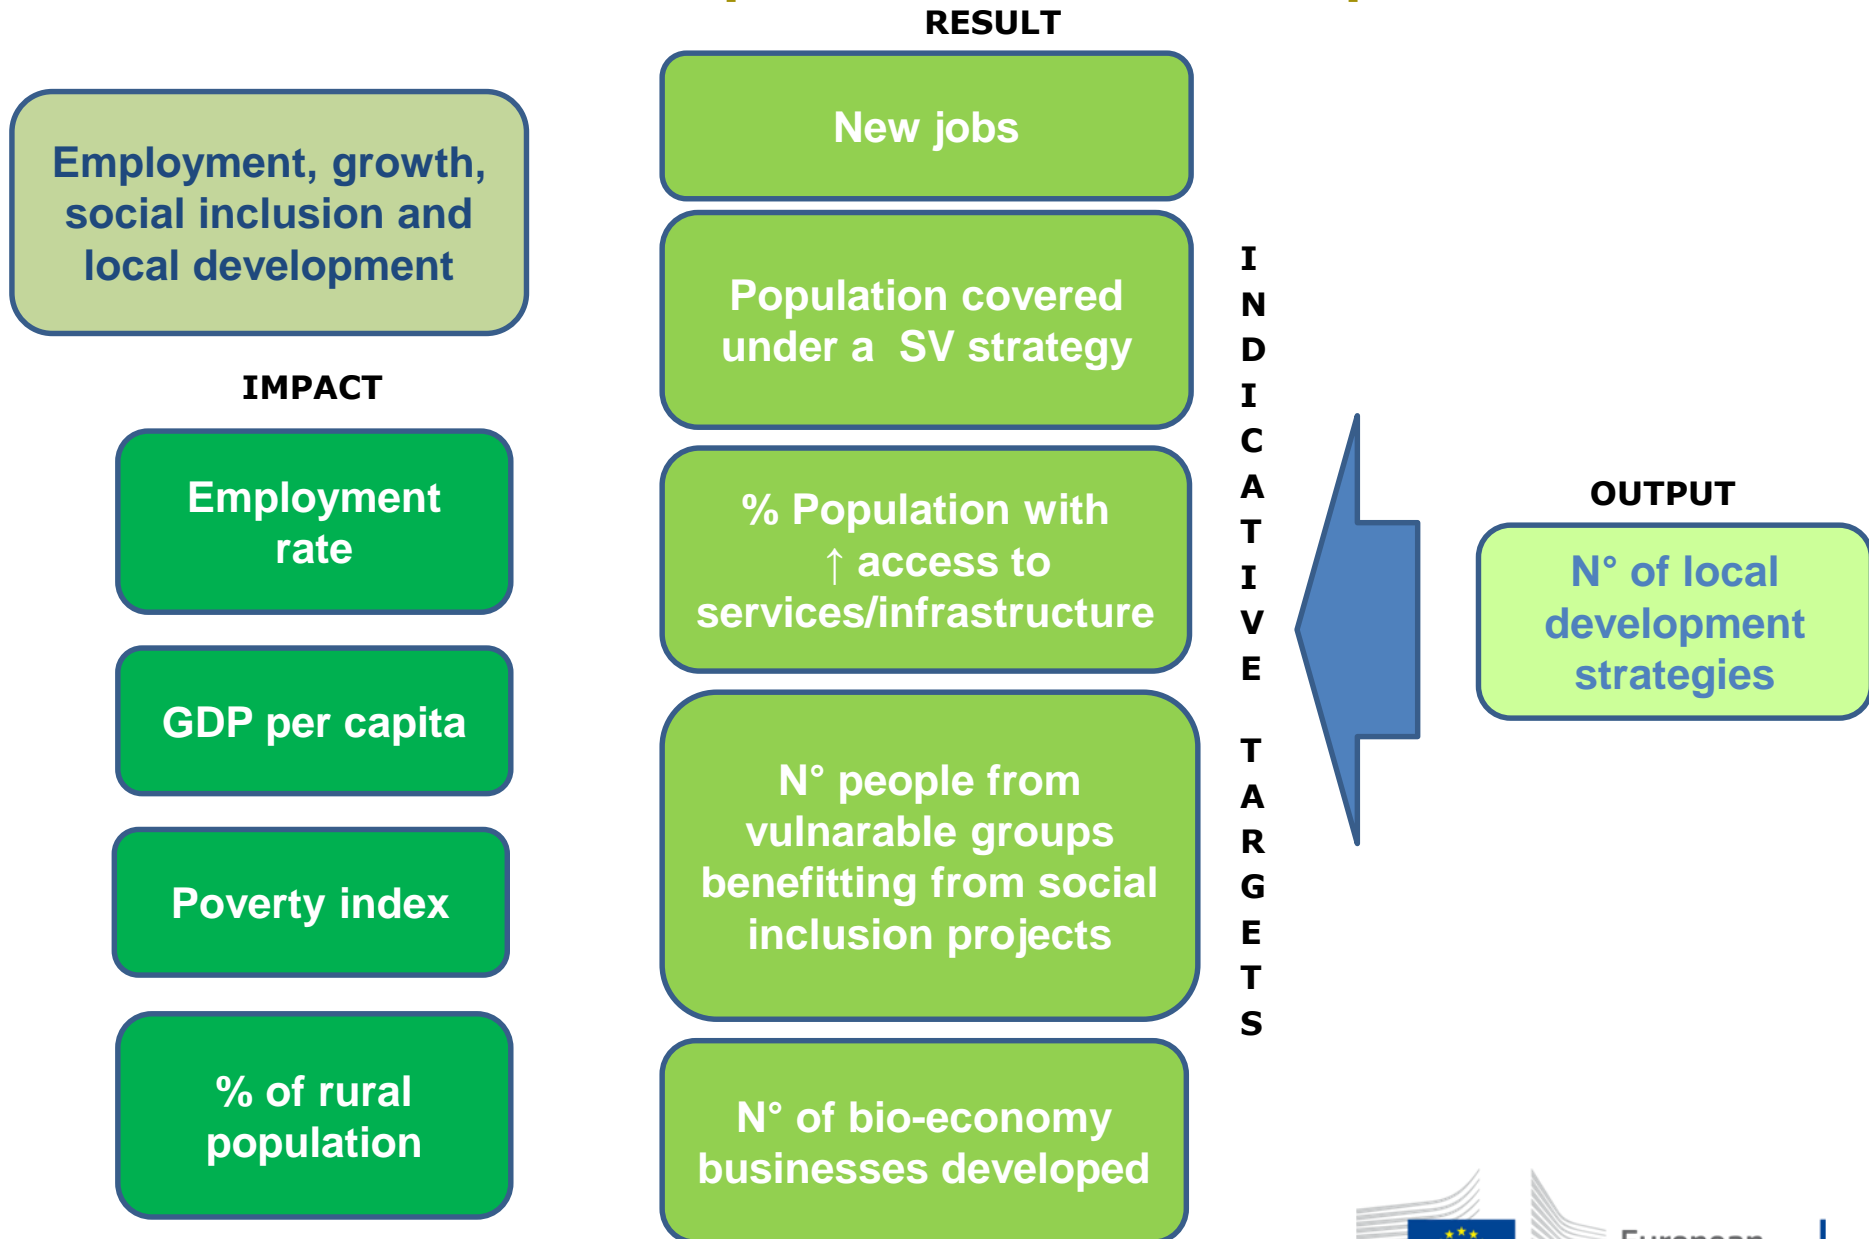 RESULT
Employment, growth,
social inclusion and
local development
IMPACT
Employment
rate
GDP per capita
Poverty index
% of rural
population
New jobs
Population covered
under a SV strategy
% Population with
↑ access to
services/infrastructure
N° people from
vulnarable groups
benefitting from social
inclusion projects
N° of bio-economy
businesses developed
INDICATIVE TARGETS
OUTPUT
N° of local
development
strategies